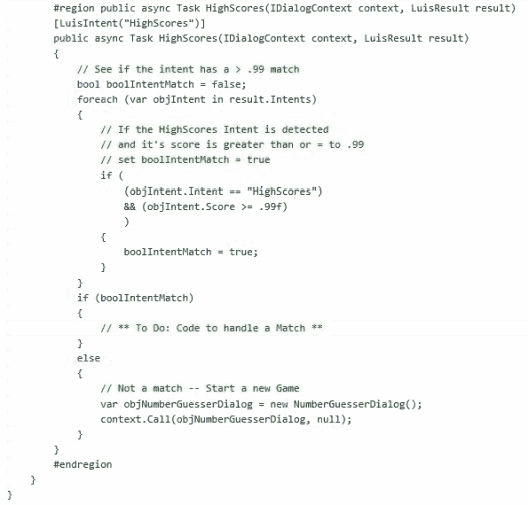 #region public async Task HighScores(IDialogContext context, LuisResult result)
[LuisIntent("HighScores")]
public async Task HighScores(IDialogContext context, LuisResult result)
{
// See if the intent has a > .99 match
bool boolIntentMatch = false;
foreach (var objIntent in result.Intents)
{
// If the HighScores Intent is detected
// and it's score is greater than or = to .99
// set boolIntentMatch = true
if (
(objIntent.Intent == "HighScores")
&& (objIntent.Score >= .99f)
)
{
boolIntentMatch = true;
}
}
if (boolIntentMatch)
{
// ** To Do: Code to handle a Match **
}
else
{
// Not a match -- Start a new Game
var objNumberGuesserDialog = new NumberGuesserDialog();
context.Call(objNumberGuesserDialog, null);
}
}
#endregion
}
}